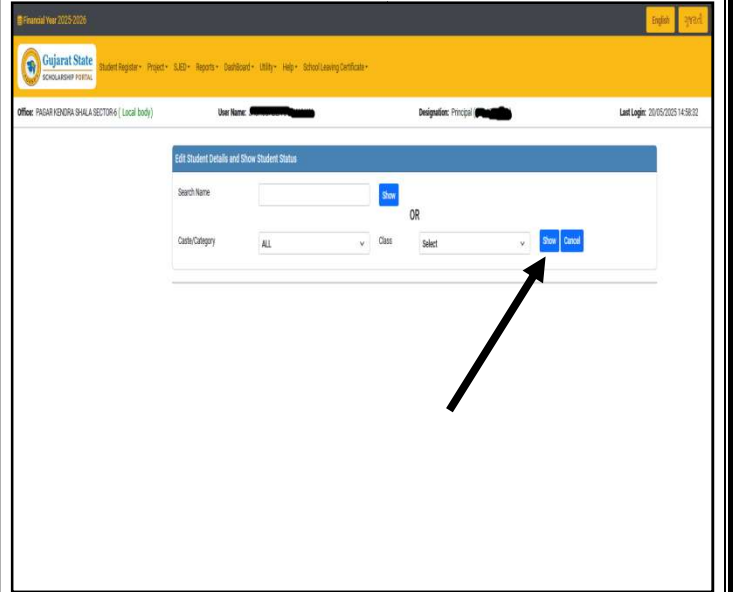 Financial Year 2025-2026
English ગુજરાતી
Gujarat State
SCHOLARSHIP PORTAL
Student Register Project SJED Reports DashBoard Utility Help School Leaving Certificate
Office: PAGAR KENDRA SHALA SECTOR-6 ( Local body) User Name: Designation: Principal ( Last Login: 20/05/2025 14:58:32
Edit Student Details and Show Student Status
Search Name Show
OR
Caste/Category ALL Class Select Show Cancel